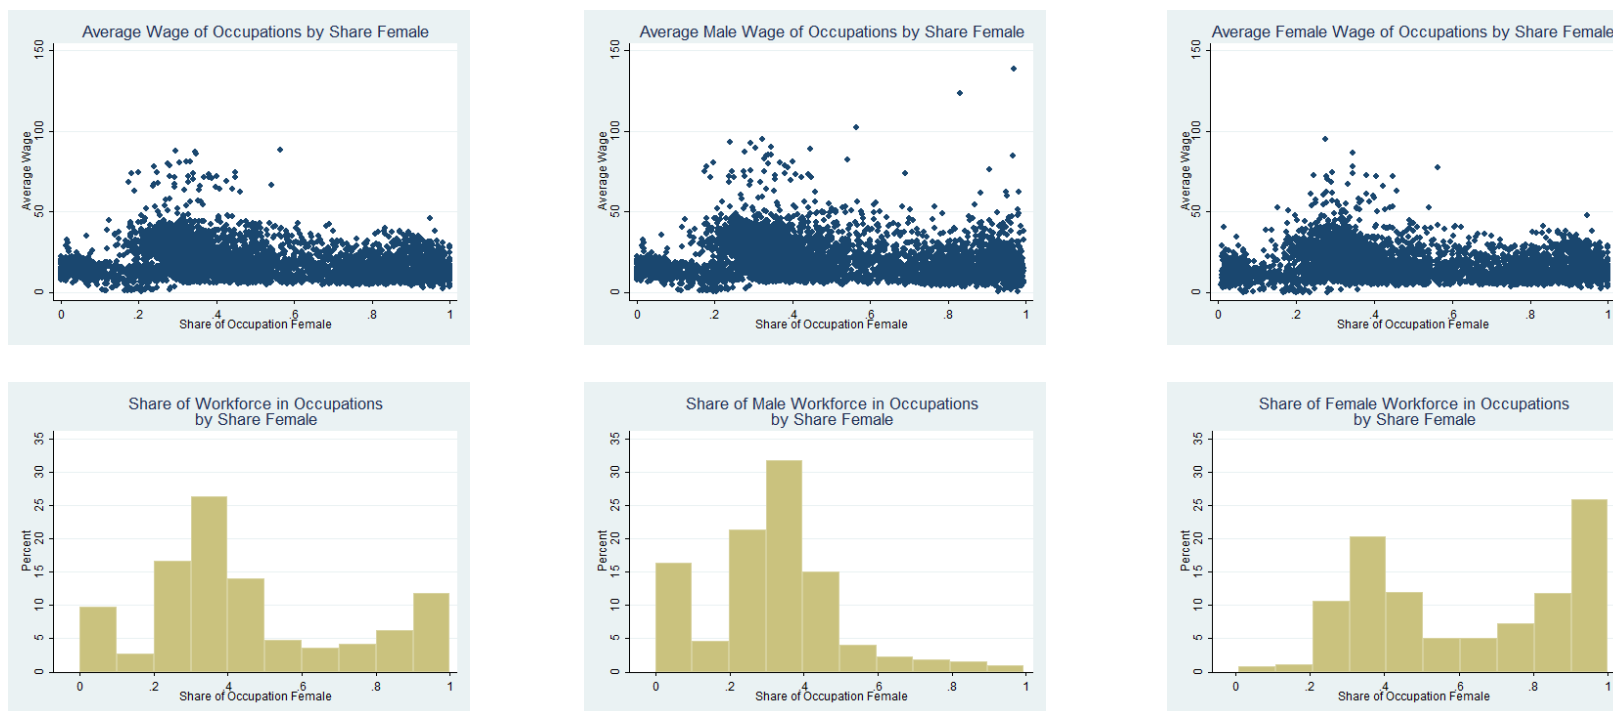 Average Wage of Occupations by Share Female
Average Wage
150
100
50
0
0 .2 .4 .6 .8 1
Share of Occupation Female
Average Male Wage of Occupations by Share Female
Average Wage
150
100
50
0
0 .2 .4 .6 .8 1
Share of Occupation Female
Average Female Wage of Occupations by Share Female
Average Wage
150
100
50
0
0 .2 .4 .6 .8 1
Share of Occupation Female
Share of Workforce in Occupations
by Share Female
Percent
35
30
25
20
15
10
5
0
0 .2 .4 .6 .8 1
Share of Occupation Female
Share of Male Workforce in Occupations
by Share Female
Percent
35
30
25
20
15
10
5
0
0 .2 .4 .6 .8 1
Share of Occupation Female
Share of Female Workforce in Occupations
by Share Female
Percent
35
30
25
20
15
10
5
0
0 .2 .4 .6 .8 1
Share of Occupation Female